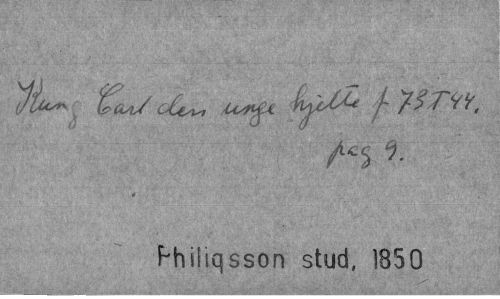 Kung Carl den unge hjelte f 73T44.
pag 9.
Philiqsson stud, 1850